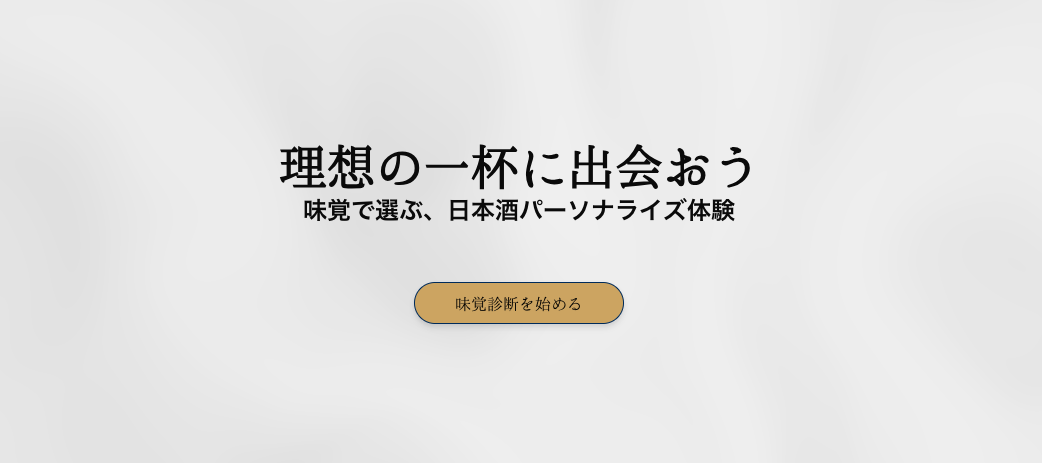 理想の一杯に出会おう
味覚で選ぶ、日本酒パーソナライズ体験
味覚診断を始める